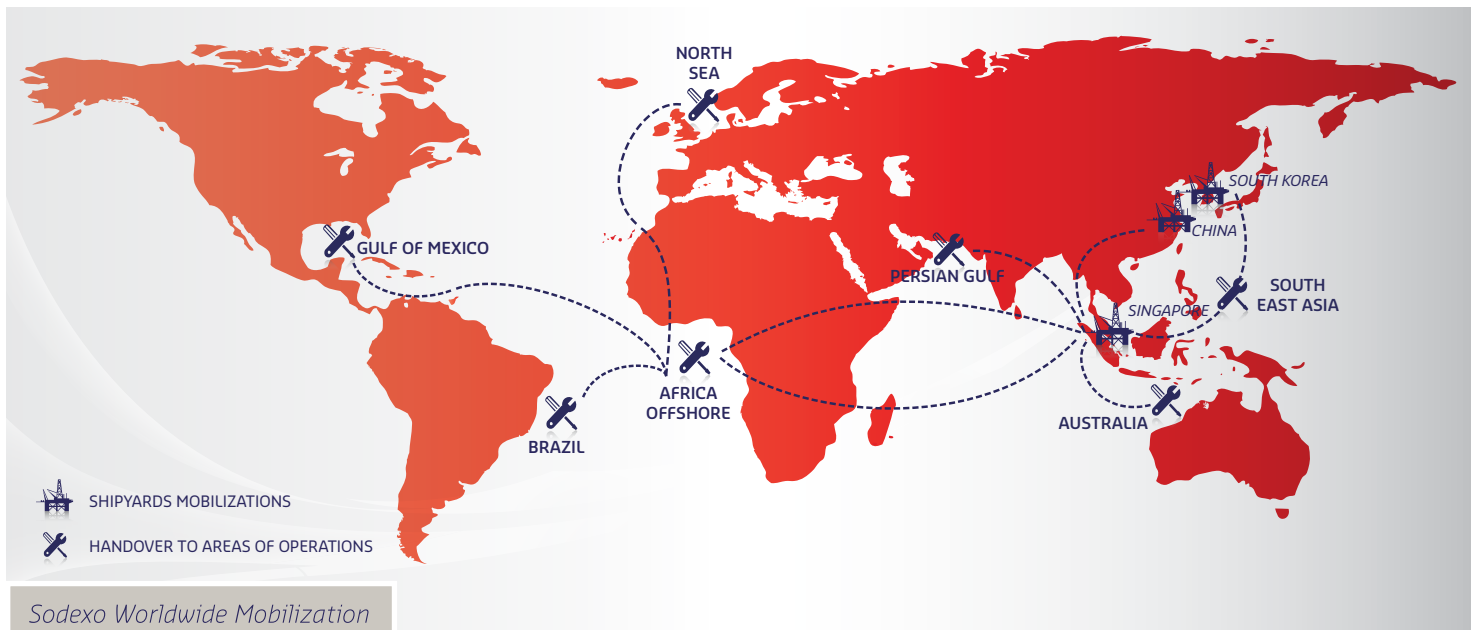 NORTH
SEA
SOUTH KOREA
CHINA
GULF OF MEXICO
PERSIAN GULF
SOUTH
EAST ASIA
SINGAPORE
AFRICA
OFFSHORE
AUSTRALIA
BRAZIL
SHIPYARDS MOBILIZATIONS
HANDOVER TO AREAS OF OPERATIONS
Sodexo Worldwide Mobilization